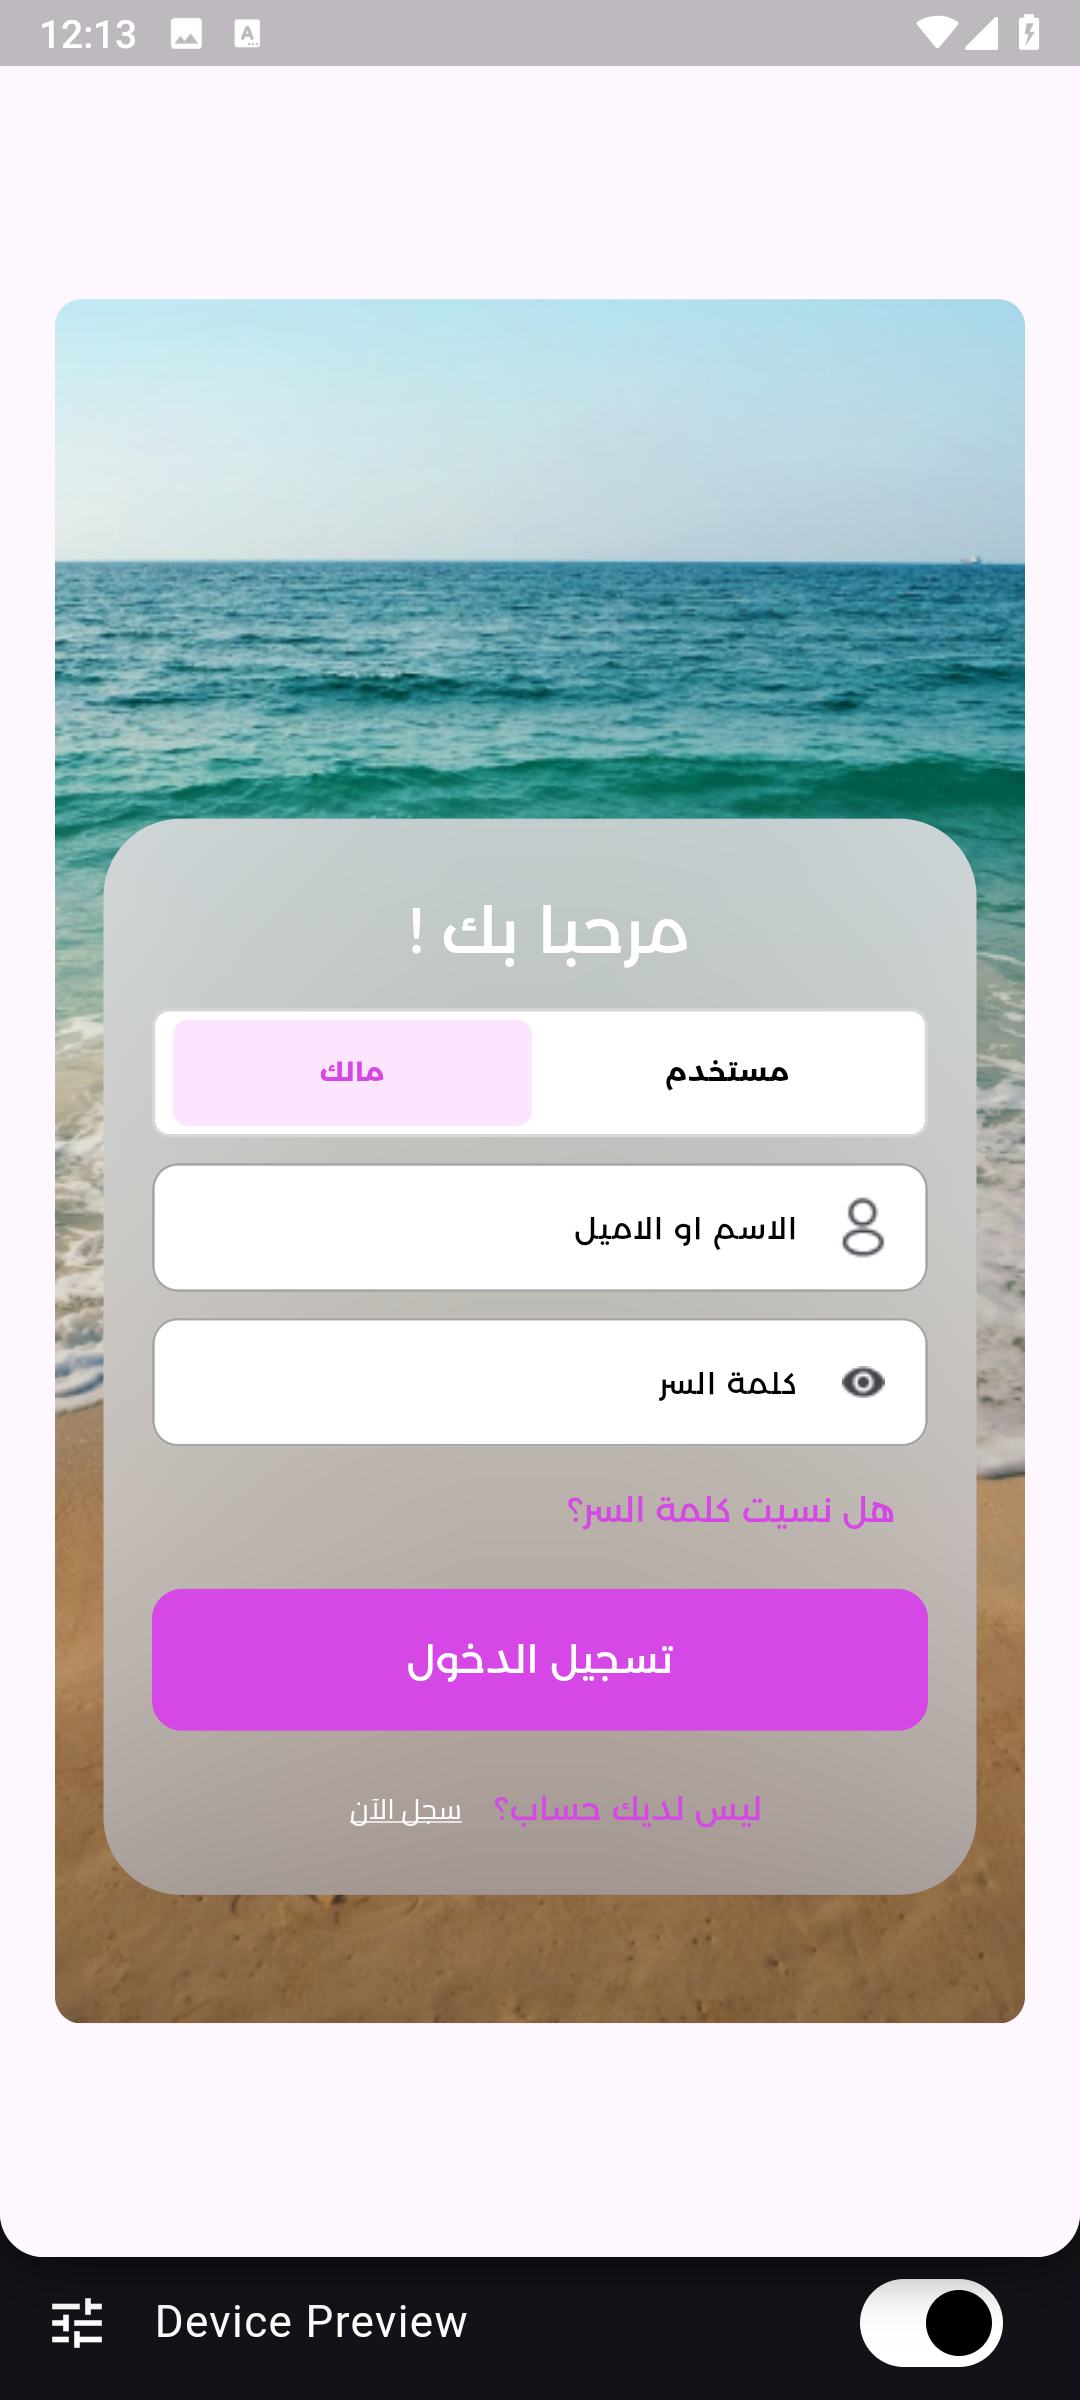 12:13
مرحبا بك !
مستخدم مالك
الاسم او الاميل
كلمة السر
هل نسيت كلمة السر؟
تسجيل الدخول
ليس لديك حساب؟ سجل الآن
Device Preview